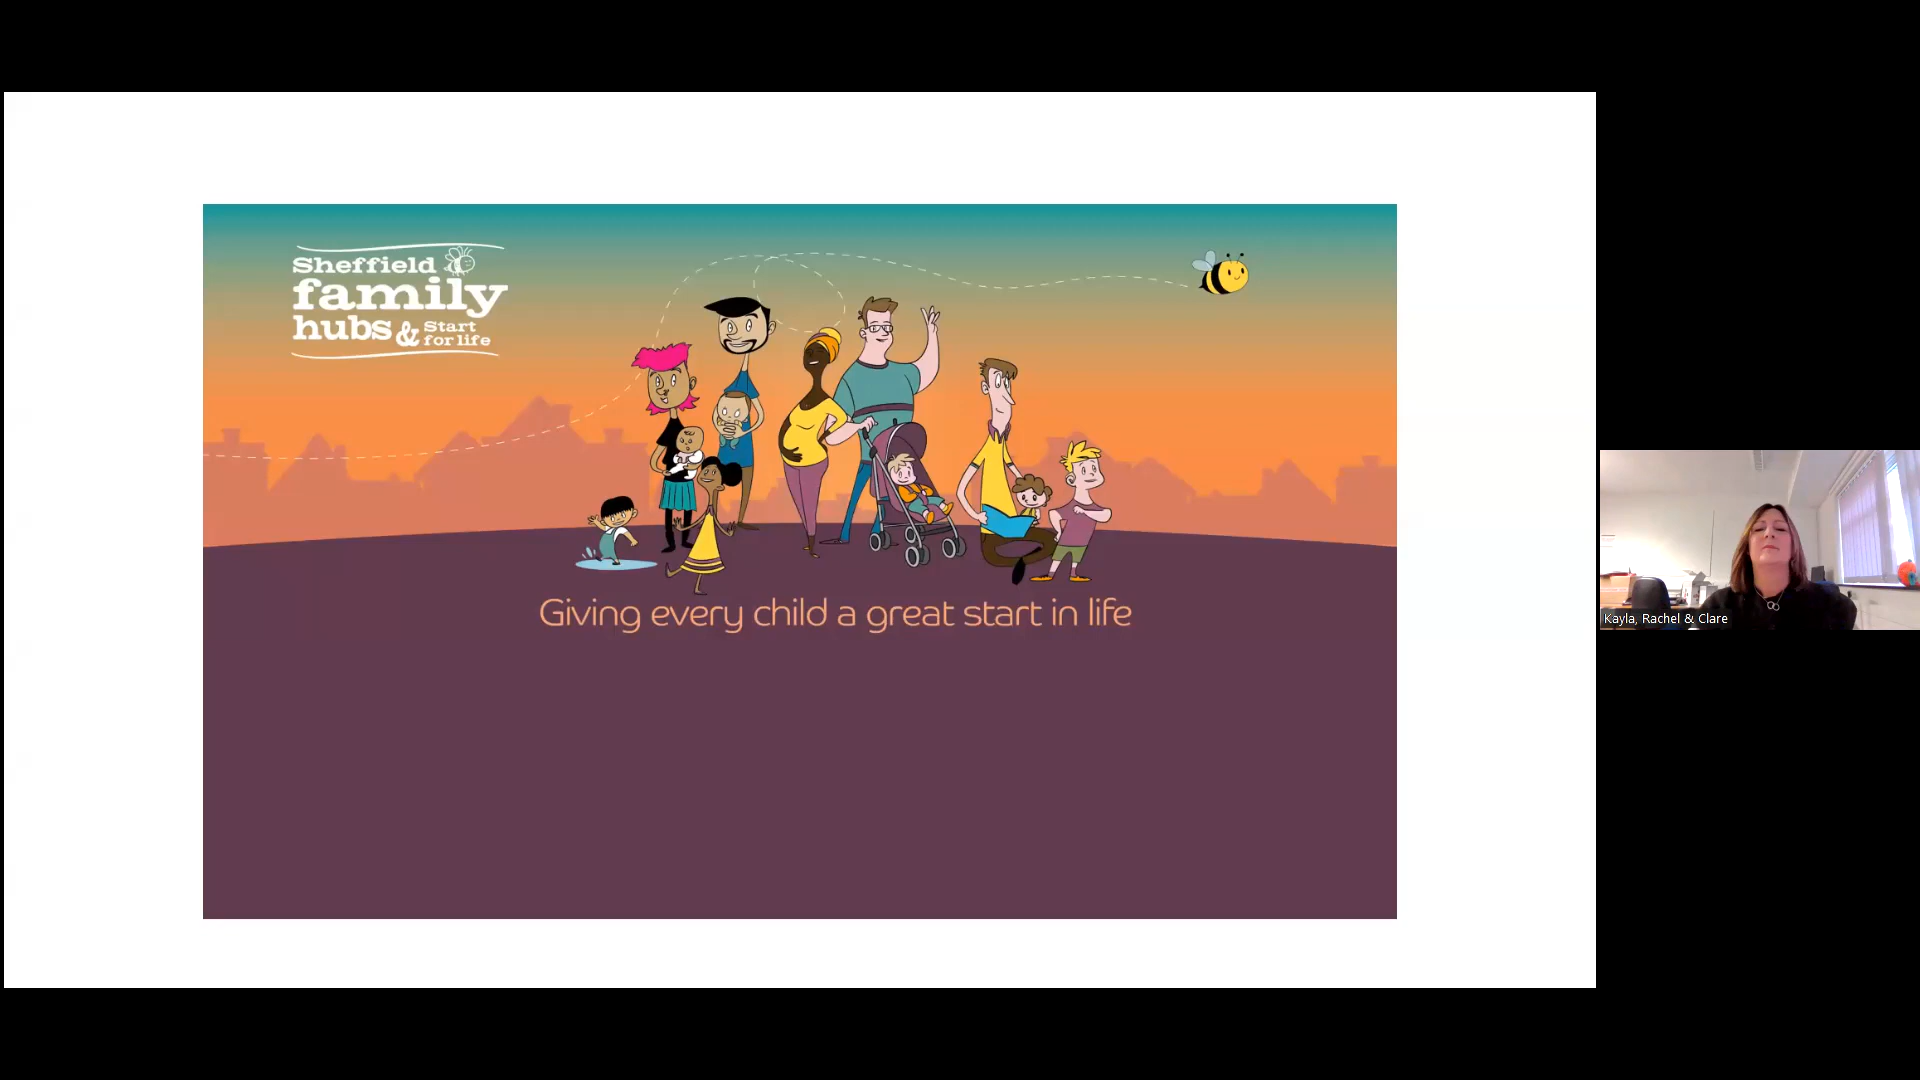 Sheffield
family
hubs & Start
for life
Giving every child a great start in life
Kayla, Rachel & Clare